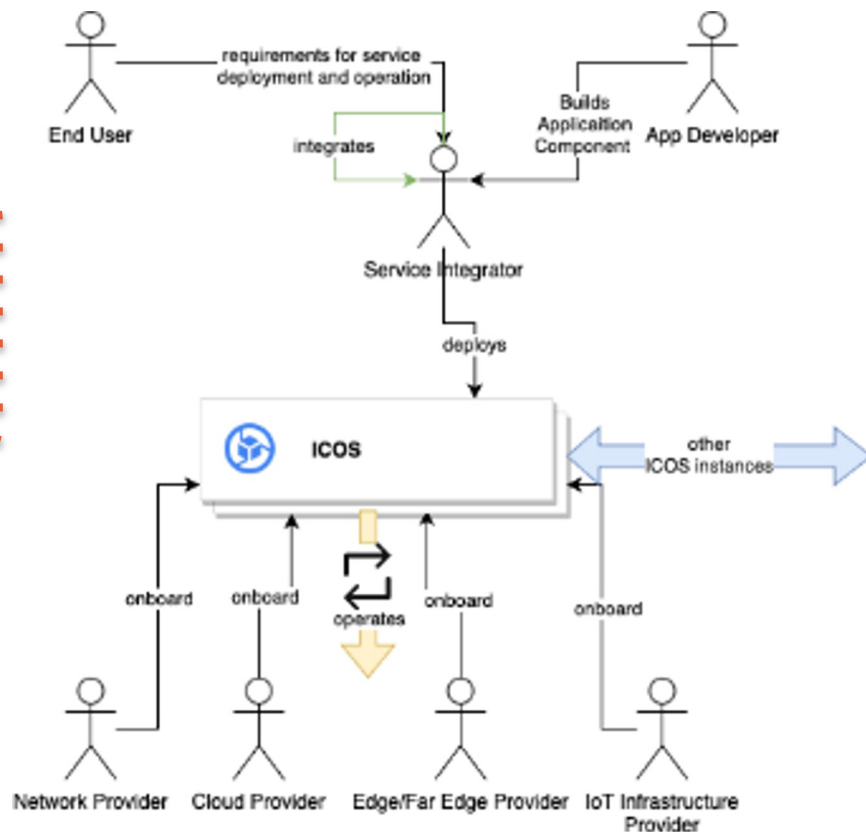 requirements for service
deployment and operation
End User
Builds
Applicaition
Component
App Developer
integrates
Service Integrator
deploys
ICOS
other
ICOS instances
onboard
onboard
operates
onboard
onboard
Network Provider
Cloud Provider
Edge/Far Edge Provider
IoT Infrastructure
Provider